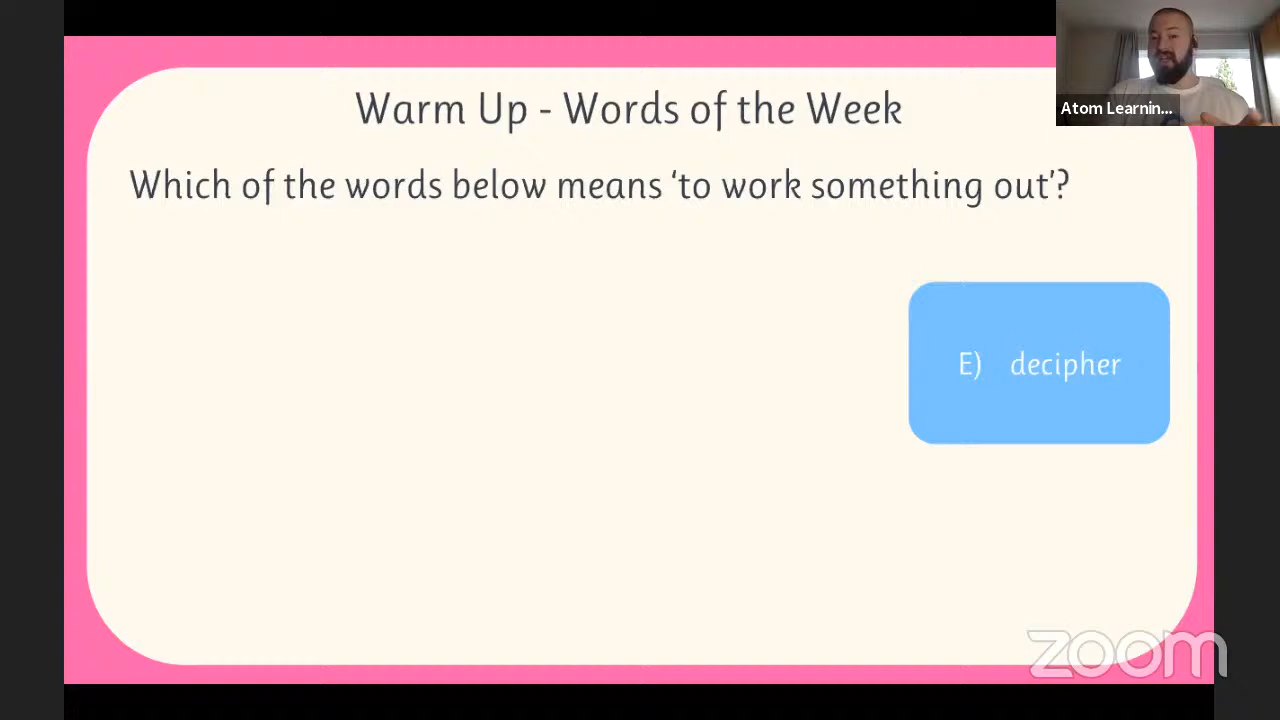 Warm Up - Words of the Week
Atom Learnin...
Which of the words below means ‘to work something out’?
E) decipher
zoom